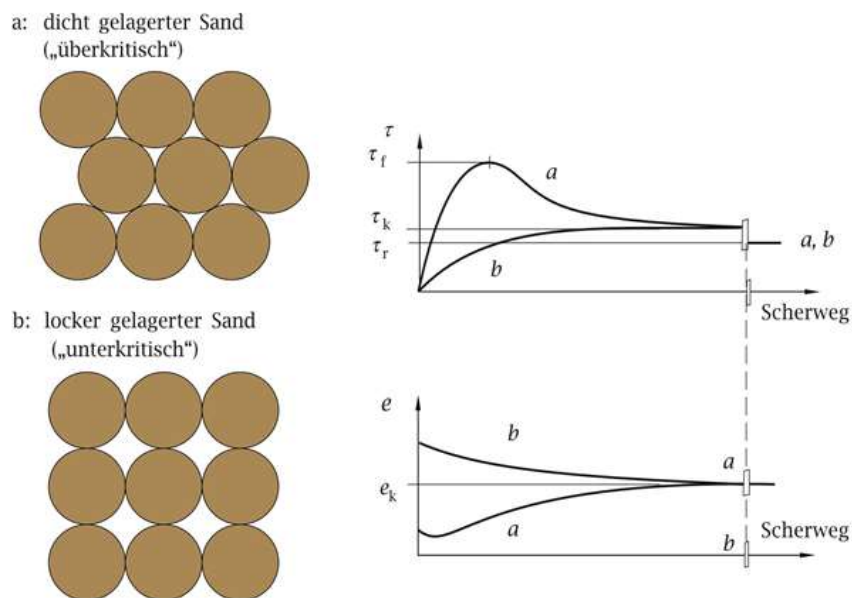 a: dicht gelagerter Sand
(„überkritisch“)
τ
τf
a
τk
τr
b
a, b
Scherweg
b: locker gelagerter Sand
(„unterkritisch“)
e
b
a
ek
a
Scherweg
b